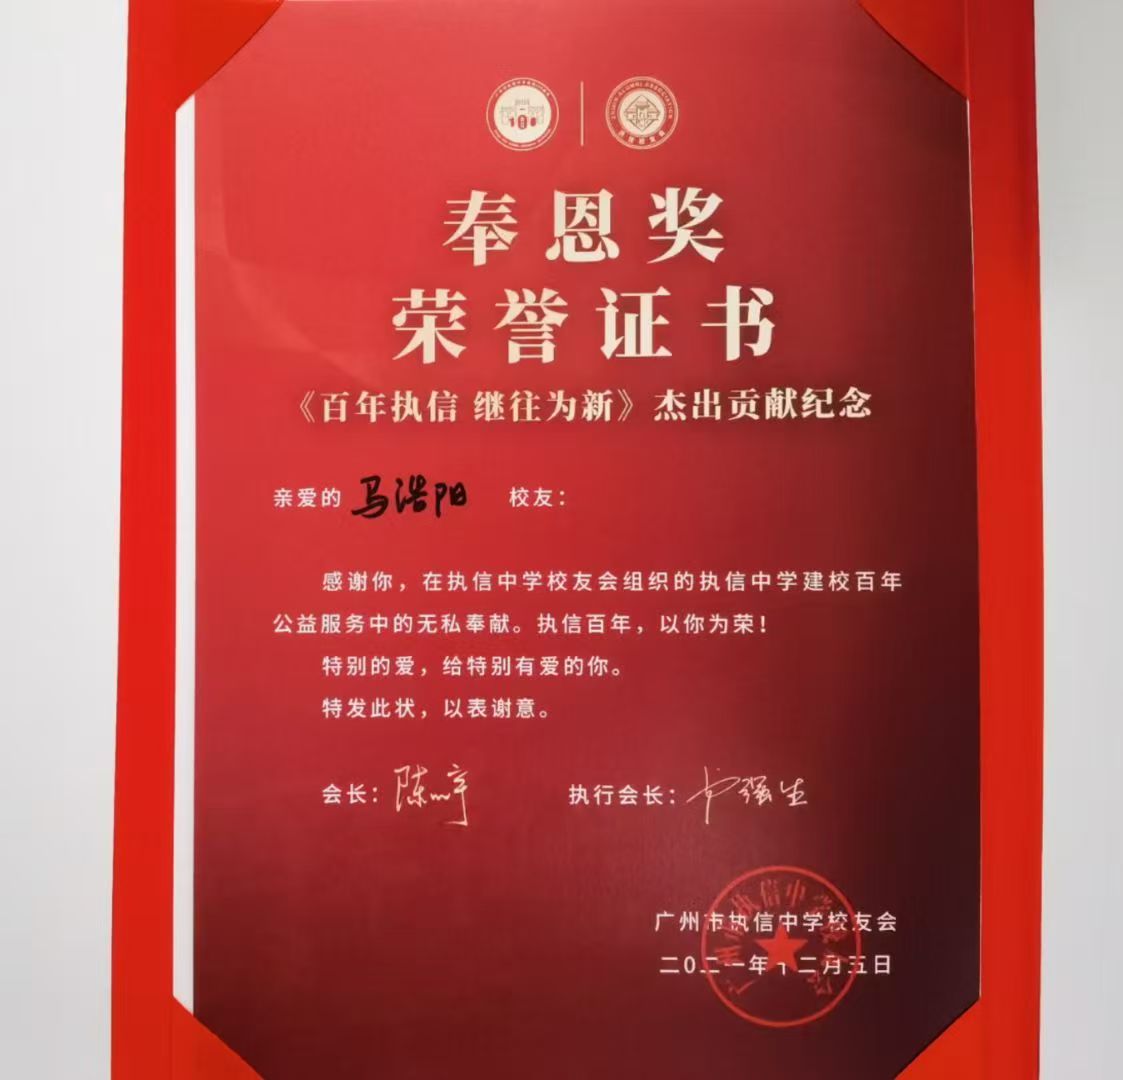 100
ZHIXIN ALUMNI ASSOCIATION
奉恩奖
荣誉证书
《百年执信 继往为新》杰出贡献纪念
亲爱的 马浩阳 校友：
感谢你，在执信中学校友会组织的执信中学建校百年
公益服务中的无私奉献。执信百年，以你为荣！
特别的爱，给特别有爱的你。
特发此状，以表谢意。
会长： 执行会长：
广州市执信中学校友会
二〇二一年十二月五日